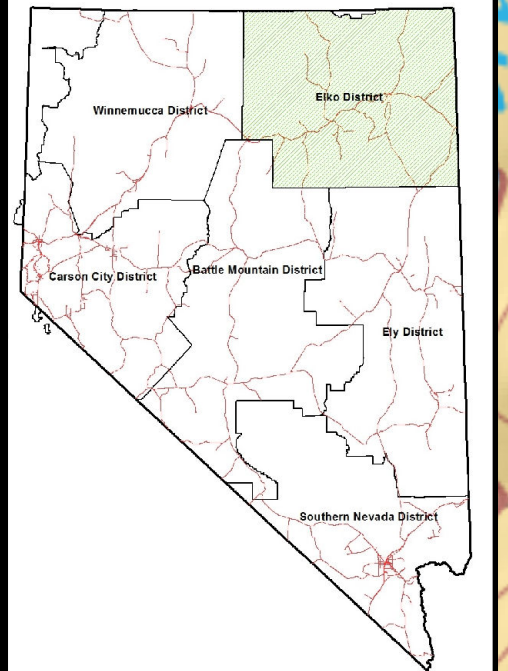 Elko District
Winnemucca District
Battle Mountain District
Carson City District
Ely District
Southern Nevada District